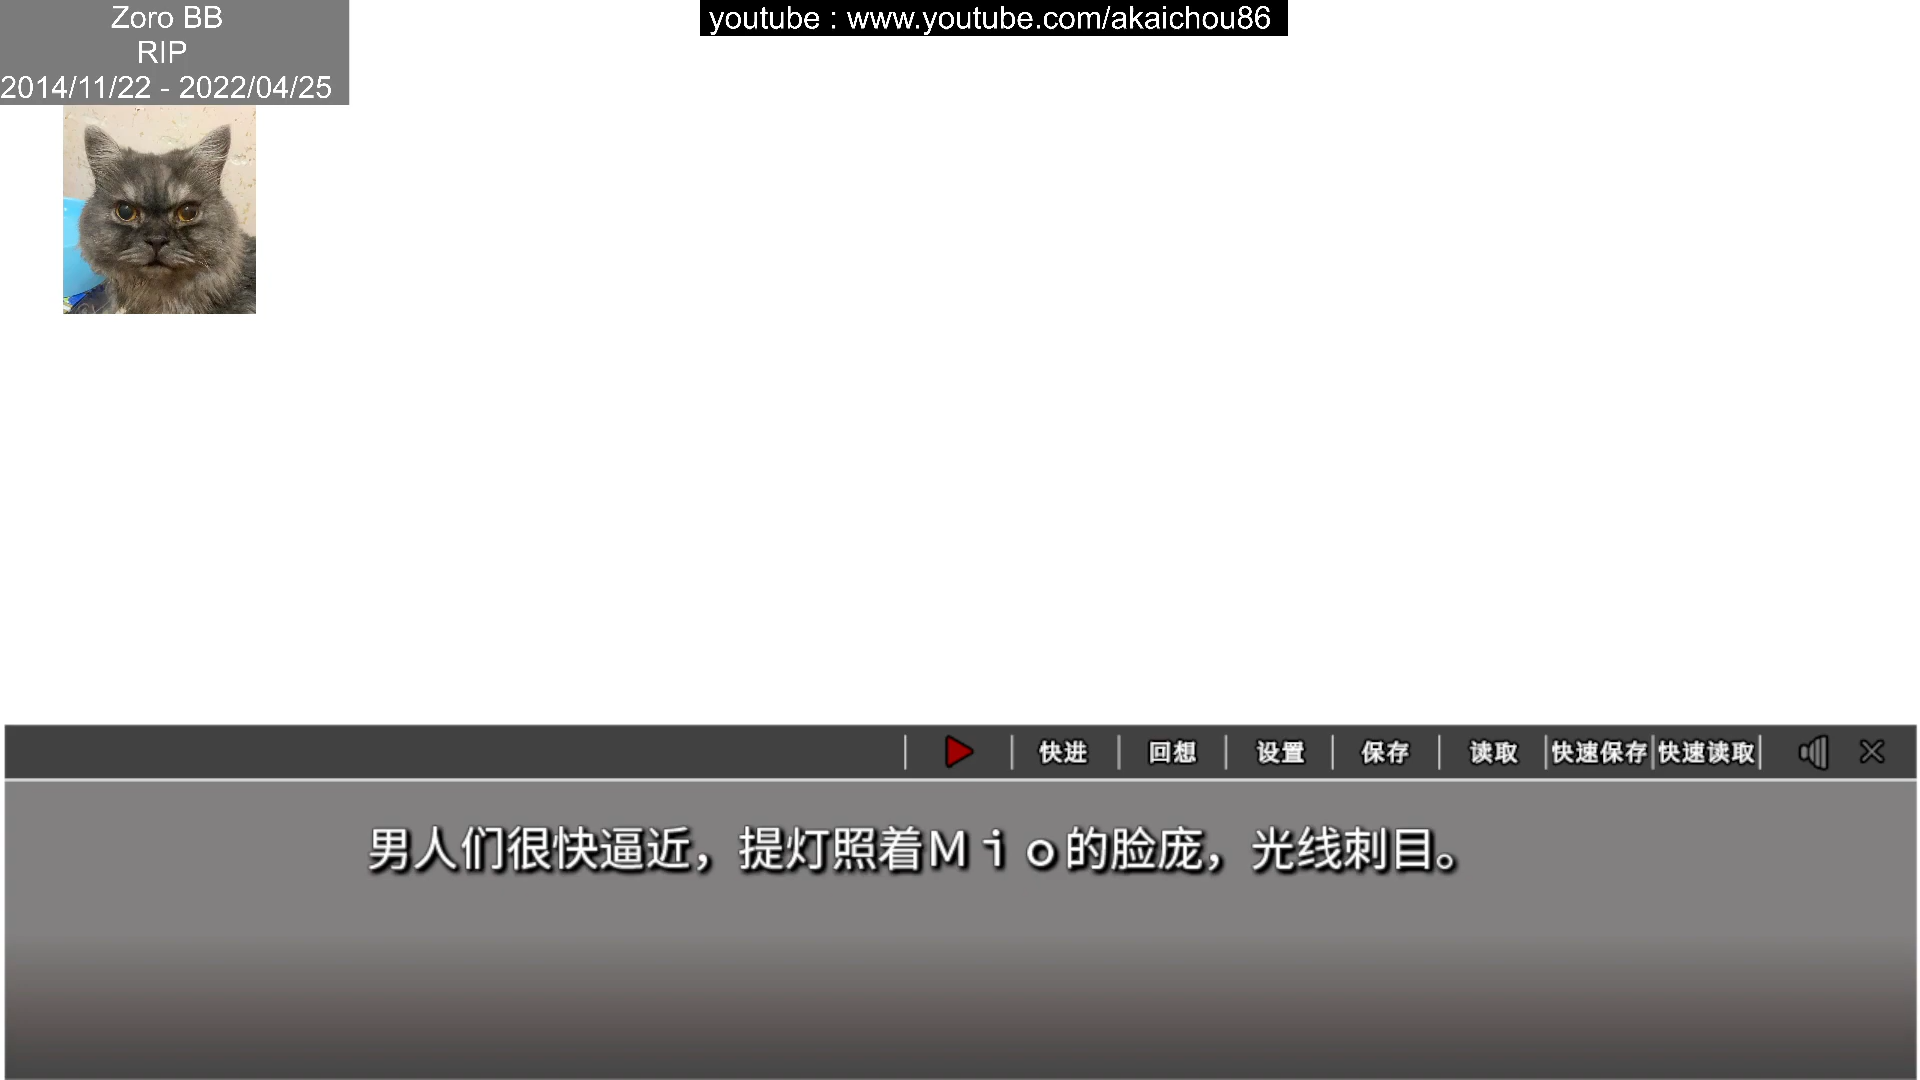 Zoro BB
RIP
2014/11/22 - 2022/04/25
youtube : www.youtube.com/akaichou86
快进 回想 设置 保存 读取 快速保存 快速读取
男人们很快逼近，提灯照着Ｍｉｏ的脸庞，光线刺目。